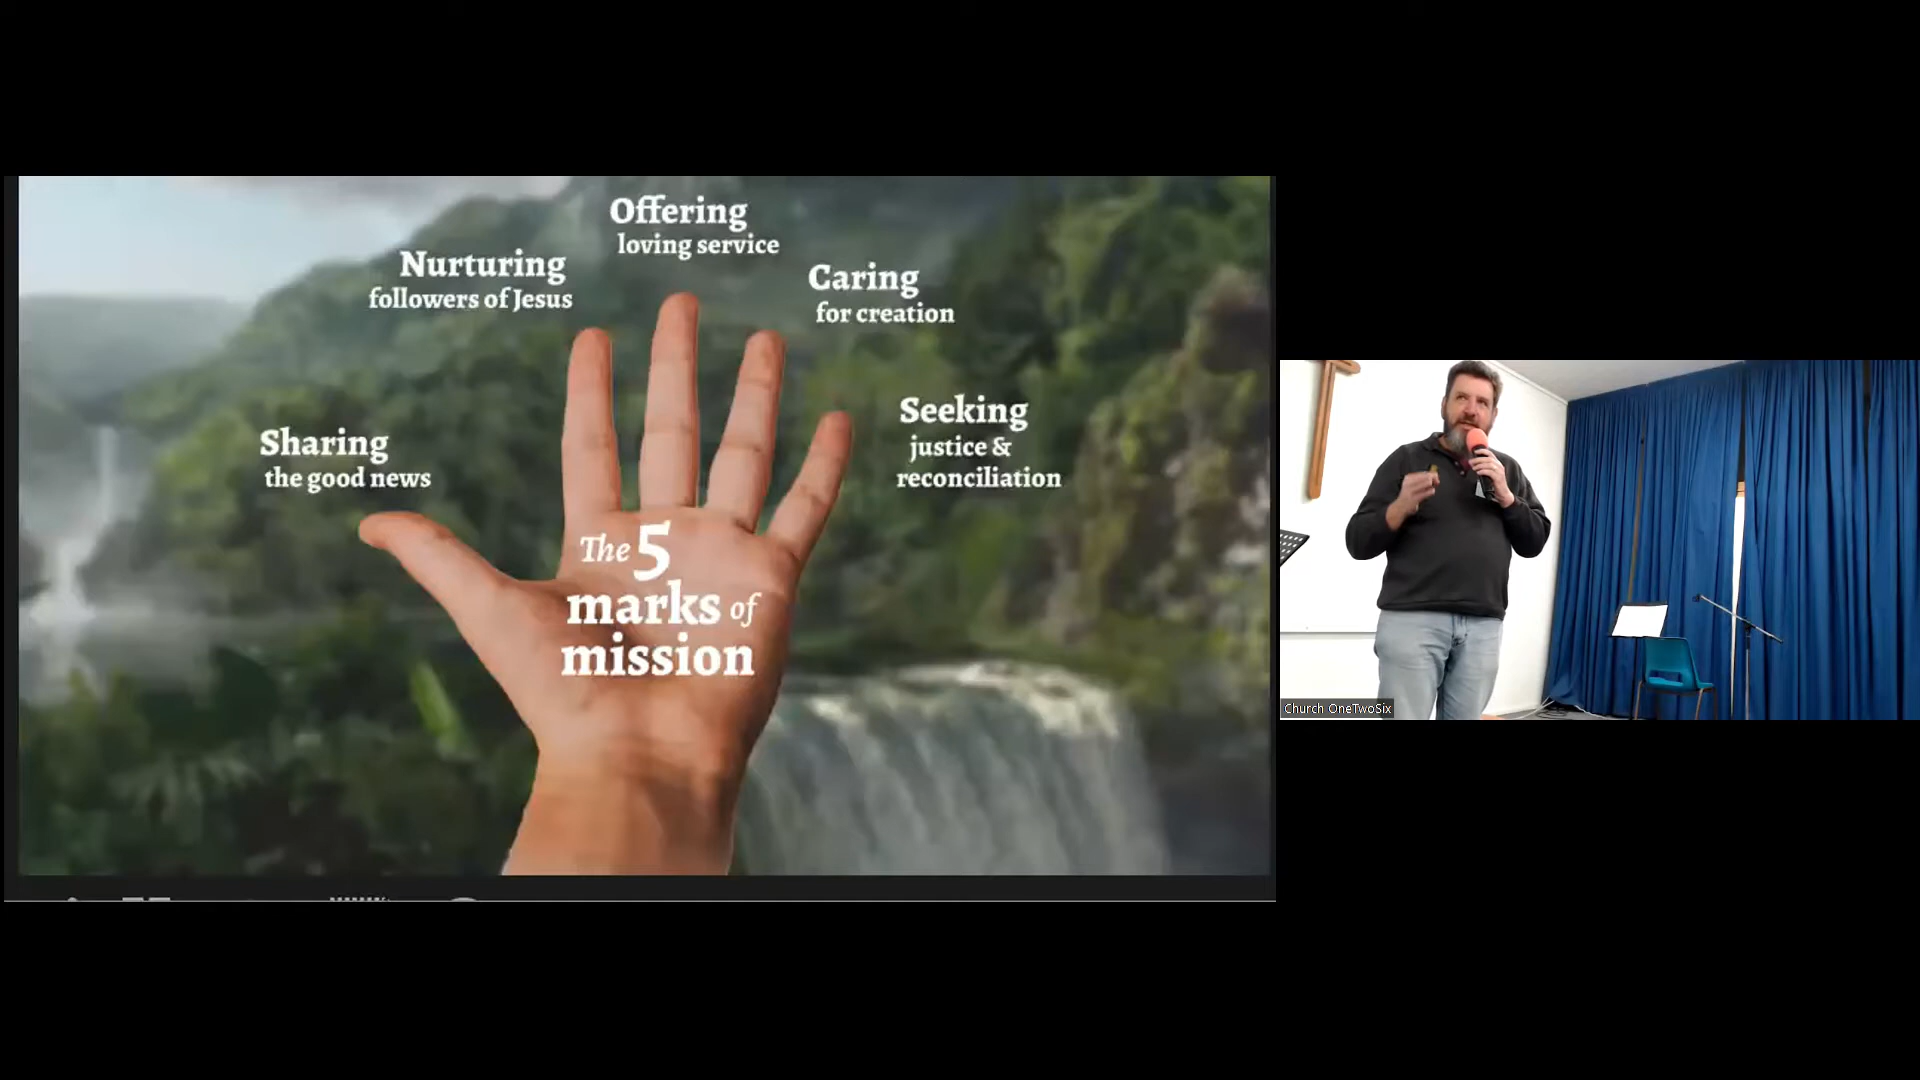 Offering
loving service
Nurturing
followers of Jesus
Caring
for creation
Sharing
the good news
Seeking
justice &
reconciliation
The 5
marks of
mission
Church OneTwoSix